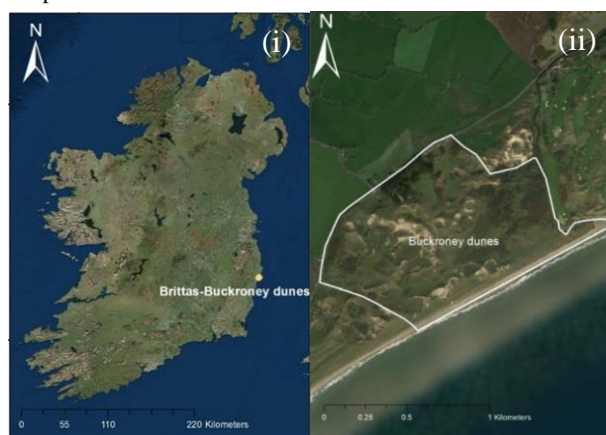 N
(i)
Brittas-Buckroney dunes
0 55 110 220 Kilometers
N
(ii)
Buckroney dunes
0 0.25 0.5 1 Kilometers